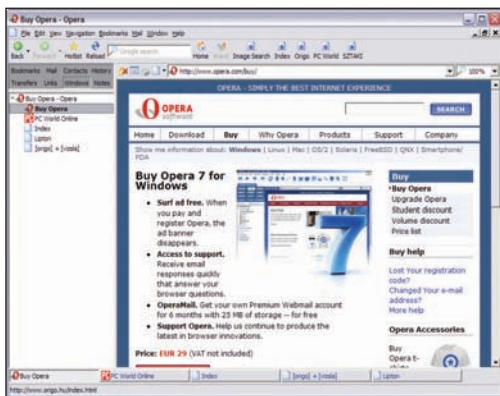 Buy Opera - Opera
File Edit View Navigation Bookmarks Mail Window Help
Back Forward Hotlist Reload Google search Home Wand Image Search Index Origo PC World SZTAKI
Bookmarks Mail Contacts History
Transfers Links Windows Notes
http://www.opera.com/buy/
100%
Buy Opera - Opera
Buy Opera
PC World Online
Index
Lipton
[origo] + [vizsla]
OPERA - SIMPLY THE BEST INTERNET EXPERIENCE
OPERA
software
SEARCH
Home Download Buy Why Opera Products Support Company
Show me information about: Windows | Linux | Mac | OS/2 | Solaris | FreeBSD | QNX | Smartphone/
PDA
Buy Opera 7 for
Windows
• Surf ad free. When
you pay and
register Opera, the
ad banner
disappears.
• Access to support.
Receive email
responses quickly
that answer your
browser questions.
• OperaMail. Get your own Premium Webmail account
for 6 months with 25 MB of storage -- for free
• Support Opera. Help us continue to produce the
latest in browser innovations.
Price: EUR 29 (VAT not included)
7
Buy
Buy Opera
Upgrade Opera
Student discount
Volume discount
Price list
Buy help
Lost Your registration
code?
Changed Your e-mail
address?
More help
Opera Accessories
Buy
Opera t-
shirts
Buy Opera PC World Online Index [origo] + [vizsla] Lipton
http://www.origo.hu/index.html